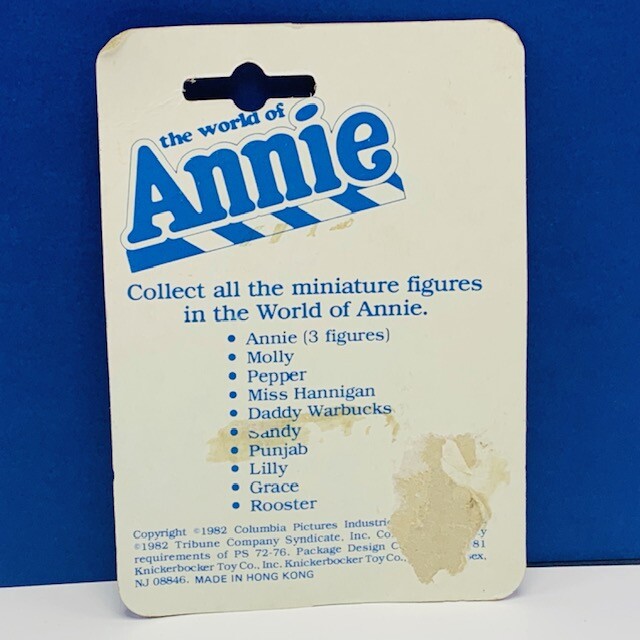 the world of
Annie
Collect all the miniature figures
in the World of Annie.
• Annie (3 figures)
• Molly
• Pepper
• Miss Hannigan
• Daddy Warbucks
• Sandy
• Punjab
• Lilly
• Grace
• Rooster
Copyright ©1982 Columbia Pictures
©1982 Tribune Company Syndicate, Inc.
requirements of PS 72-76. Package Design 81
Knickerbocker Toy Co., Inc. Knickerbocker Toy Co.,
NJ 08846. MADE IN HONG KONG